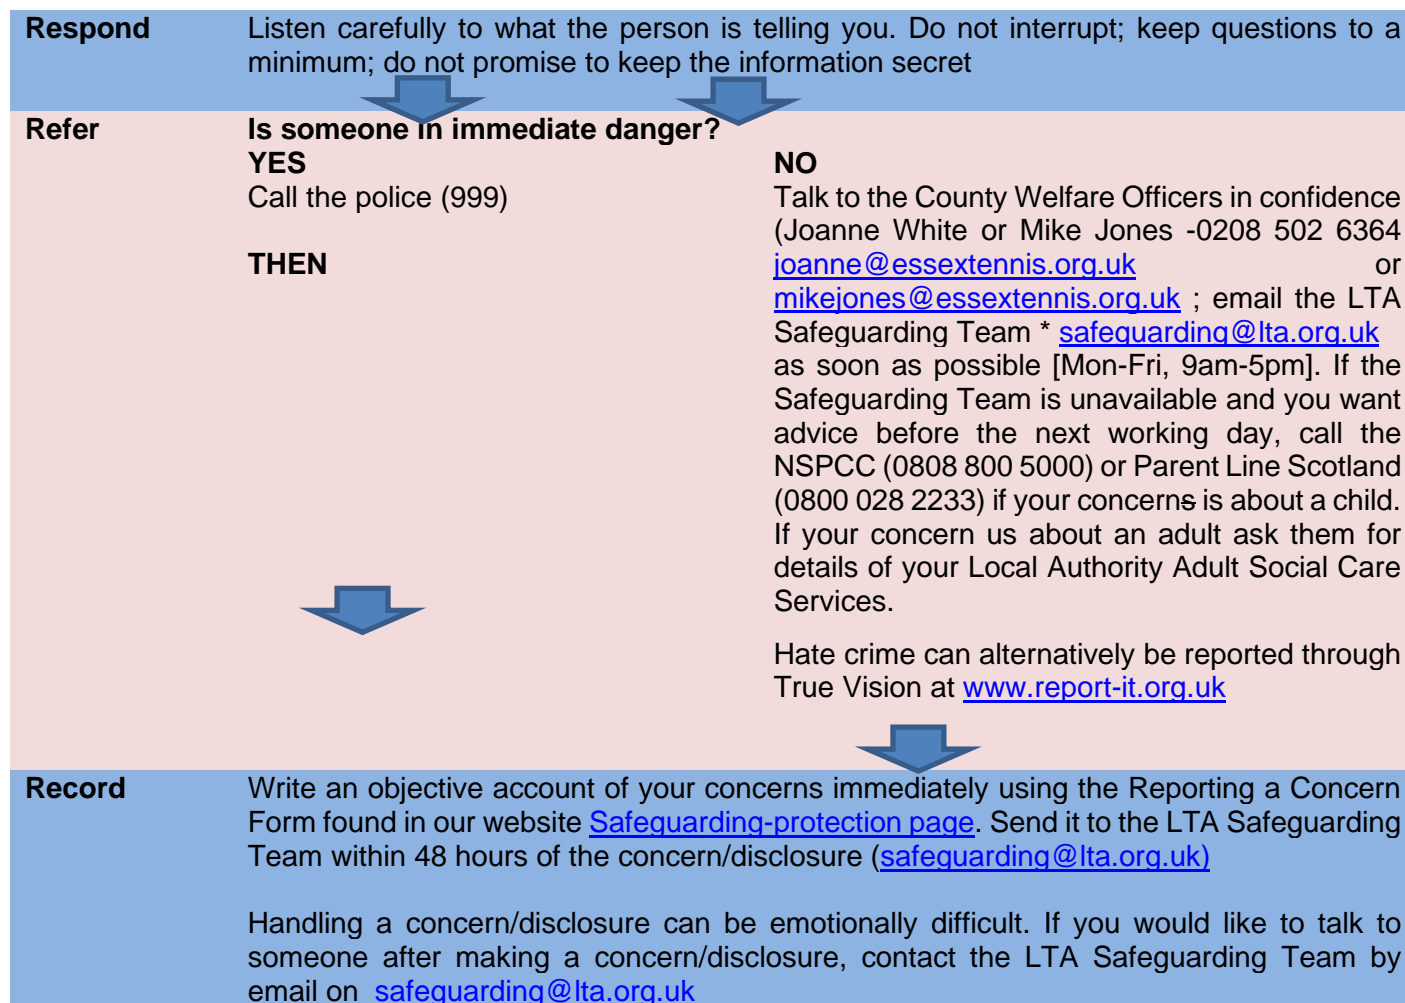 Respond Listen carefully to what the person is telling you. Do not interrupt; keep questions to a
minimum; do not promise to keep the information secret
Refer Is someone in immediate danger?
YES
Call the police (999)
THEN
NO
Talk to the County Welfare Officers in confidence
(Joanne White or Mike Jones -0208 502 6364
joanne@essextennis.org.uk or
mikejones@essextennis.org.uk ; email the LTA
Safeguarding Team * safeguarding@lta.org.uk
as soon as possible [Mon-Fri, 9am-5pm]. If the
Safeguarding Team is unavailable and you want
advice before the next working day, call the
NSPCC (0808 800 5000) or Parent Line Scotland
(0800 028 2233) if your concerns is about a child.
If your concern us about an adult ask them for
details of your Local Authority Adult Social Care
Services.
Hate crime can alternatively be reported through
True Vision at www.report-it.org.uk
Record Write an objective account of your concerns immediately using the Reporting a Concern
Form found in our website Safeguarding-protection page. Send it to the LTA Safeguarding
Team within 48 hours of the concern/disclosure (safeguarding@lta.org.uk)
Handling a concern/disclosure can be emotionally difficult. If you would like to talk to
someone after making a concern/disclosure, contact the LTA Safeguarding Team by
email on safeguarding@lta.org.uk